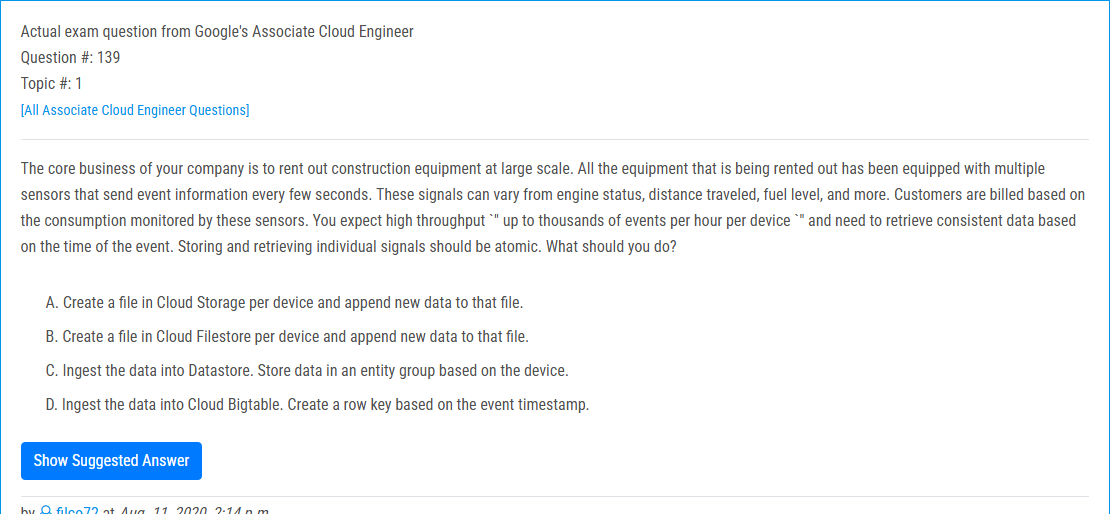 Actual exam question from Google's Associate Cloud Engineer
Question #: 139
Topic #: 1
[All Associate Cloud Engineer Questions]
The core business of your company is to rent out construction equipment at large scale. All the equipment that is being rented out has been equipped with multiple
sensors that send event information every few seconds. These signals can vary from engine status, distance traveled, fuel level, and more. Customers are billed based on
the consumption monitored by these sensors. You expect high throughput `" up to thousands of events per hour per device `" and need to retrieve consistent data based
on the time of the event. Storing and retrieving individual signals should be atomic. What should you do?
A. Create a file in Cloud Storage per device and append new data to that file.
B. Create a file in Cloud Filestore per device and append new data to that file.
C. Ingest the data into Datastore. Store data in an entity group based on the device.
D. Ingest the data into Cloud Bigtable. Create a row key based on the event timestamp.
Show Suggested Answer
by filco72 at Aug. 11, 2020, 2:14 p.m.